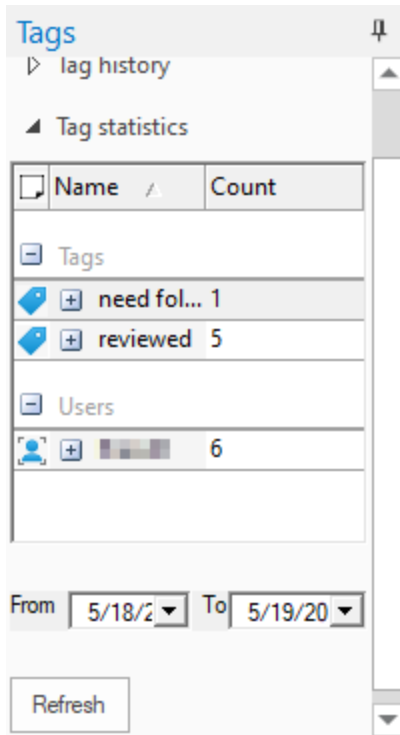 Tags
Tag history
Tag statistics
Name Count
Tags
need fol... 1
reviewed 5
Users
6
From 5/18/2 To 5/19/20
Refresh